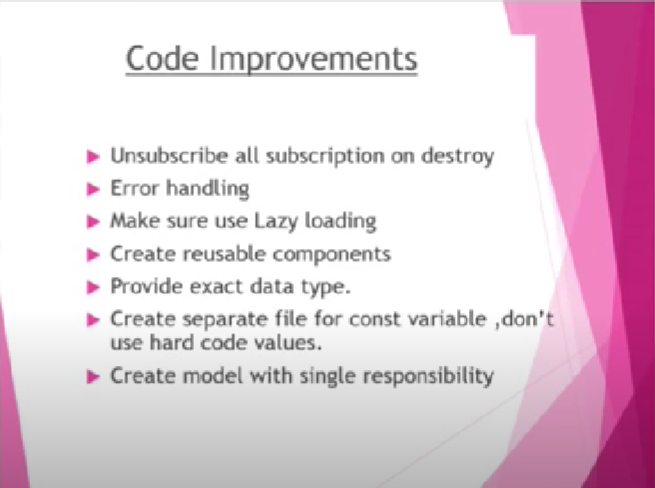 Code Improvements
Unsubscribe all subscription on destroy
Error handling
Make sure use Lazy loading
Create reusable components
Provide exact data type.
Create separate file for const variable ,don't
use hard code values.
Create model with single responsibility